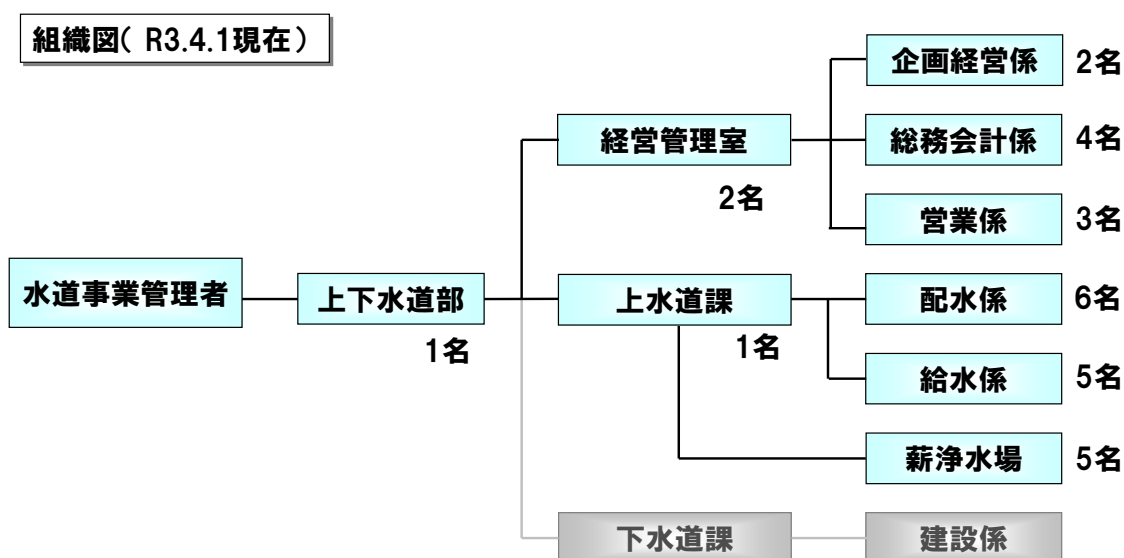 組織図( R3.4.1現在)
企画経営係 2名
経営管理室
総務会計係 4名
2名
営業係 3名
水道事業管理者
上下水道部
上水道課
配水係 6名
1名
1名
給水係 5名
薪浄水場 5名
下水道課
建設係